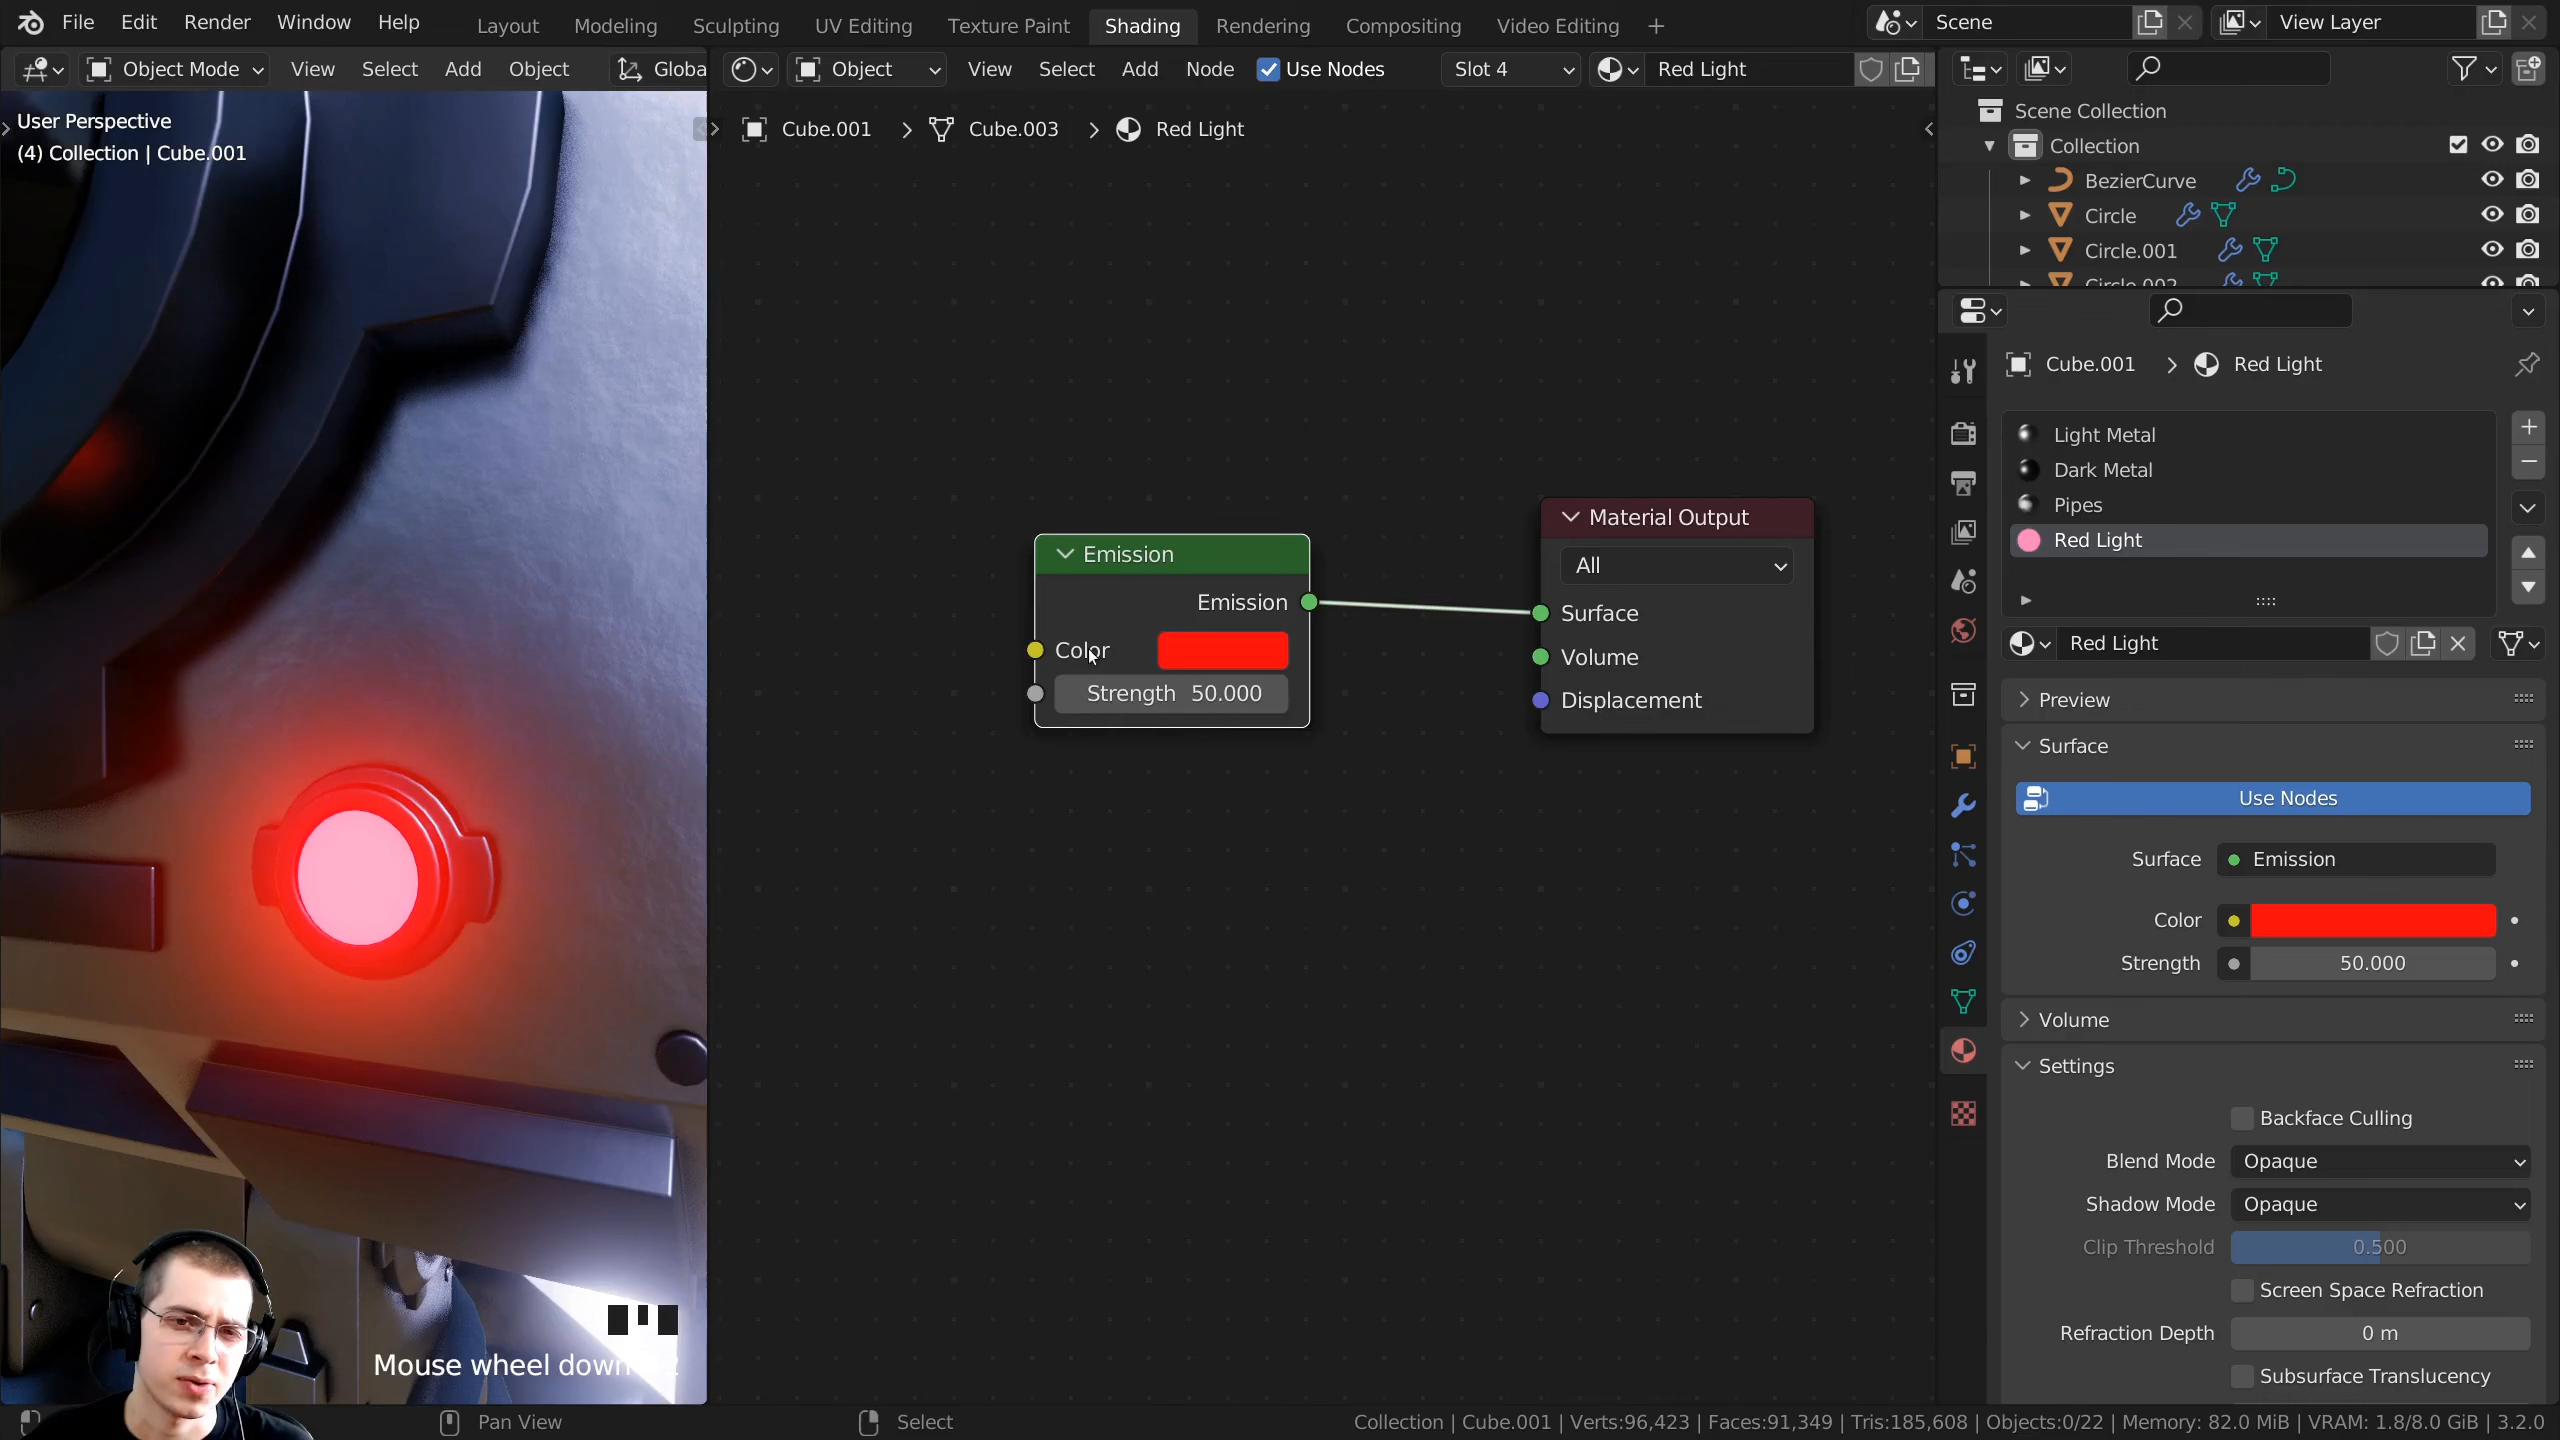 File Edit Render Window Help Layout Modeling Sculpting UV Editing Texture Paint Shading Rendering Compositing Video Editing + Scene View Layer
Object Mode View Select Add Object Globa Object View Select Add Node Use Nodes Slot 4 Red Light
User Perspective
(4) Collection | Cube.001
Cube.001 > Cube.003 > Red Light
Scene Collection
Collection
BezierCurve
Circle
Circle.001
Circle.002
Cube.001 > Red Light
Light Metal
Dark Metal
Pipes
Red Light
Red Light
Emission
Emission
Color
Strength 50.000
Material Output
All
Surface
Volume
Displacement
Preview
Surface
Use Nodes
Surface Emission
Color
Strength 50.000
Volume
Settings
Backface Culling
Blend Mode Opaque
Shadow Mode Opaque
Clip Threshold 0.500
Screen Space Refraction
Refraction Depth 0 m
Subsurface Translucency
Mouse wheel down
Pan View Select Collection | Cube.001 | Verts:96,423 | Faces:91,349 | Tris:185,608 | Objects:0/22 | Memory: 82.0 MiB | VRAM: 1.8/8.0 GiB | 3.2.0